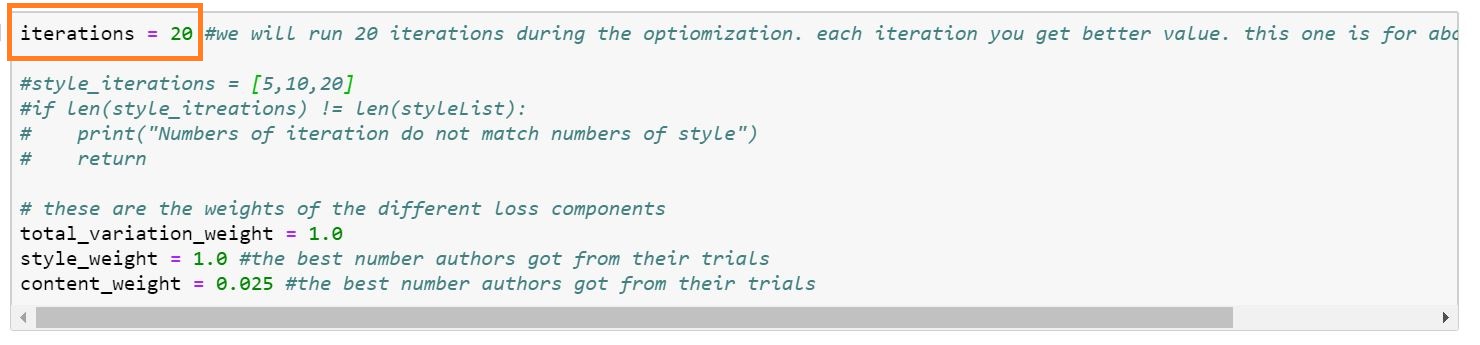 iterations = 20 #we will run 20 iterations during the optiomization. each iteration you get better value. this one is for
#style_iterations = [5,10,20]
#if len(style_itreations) != len(styleList):
#    print("Numbers of iteration do not match numbers of style")
#    return
# these are the weights of the different loss components
total_variation_weight = 1.0
style_weight = 1.0 #the best number authors got from their trials
content_weight = 0.025 #the best number authors got from their trials